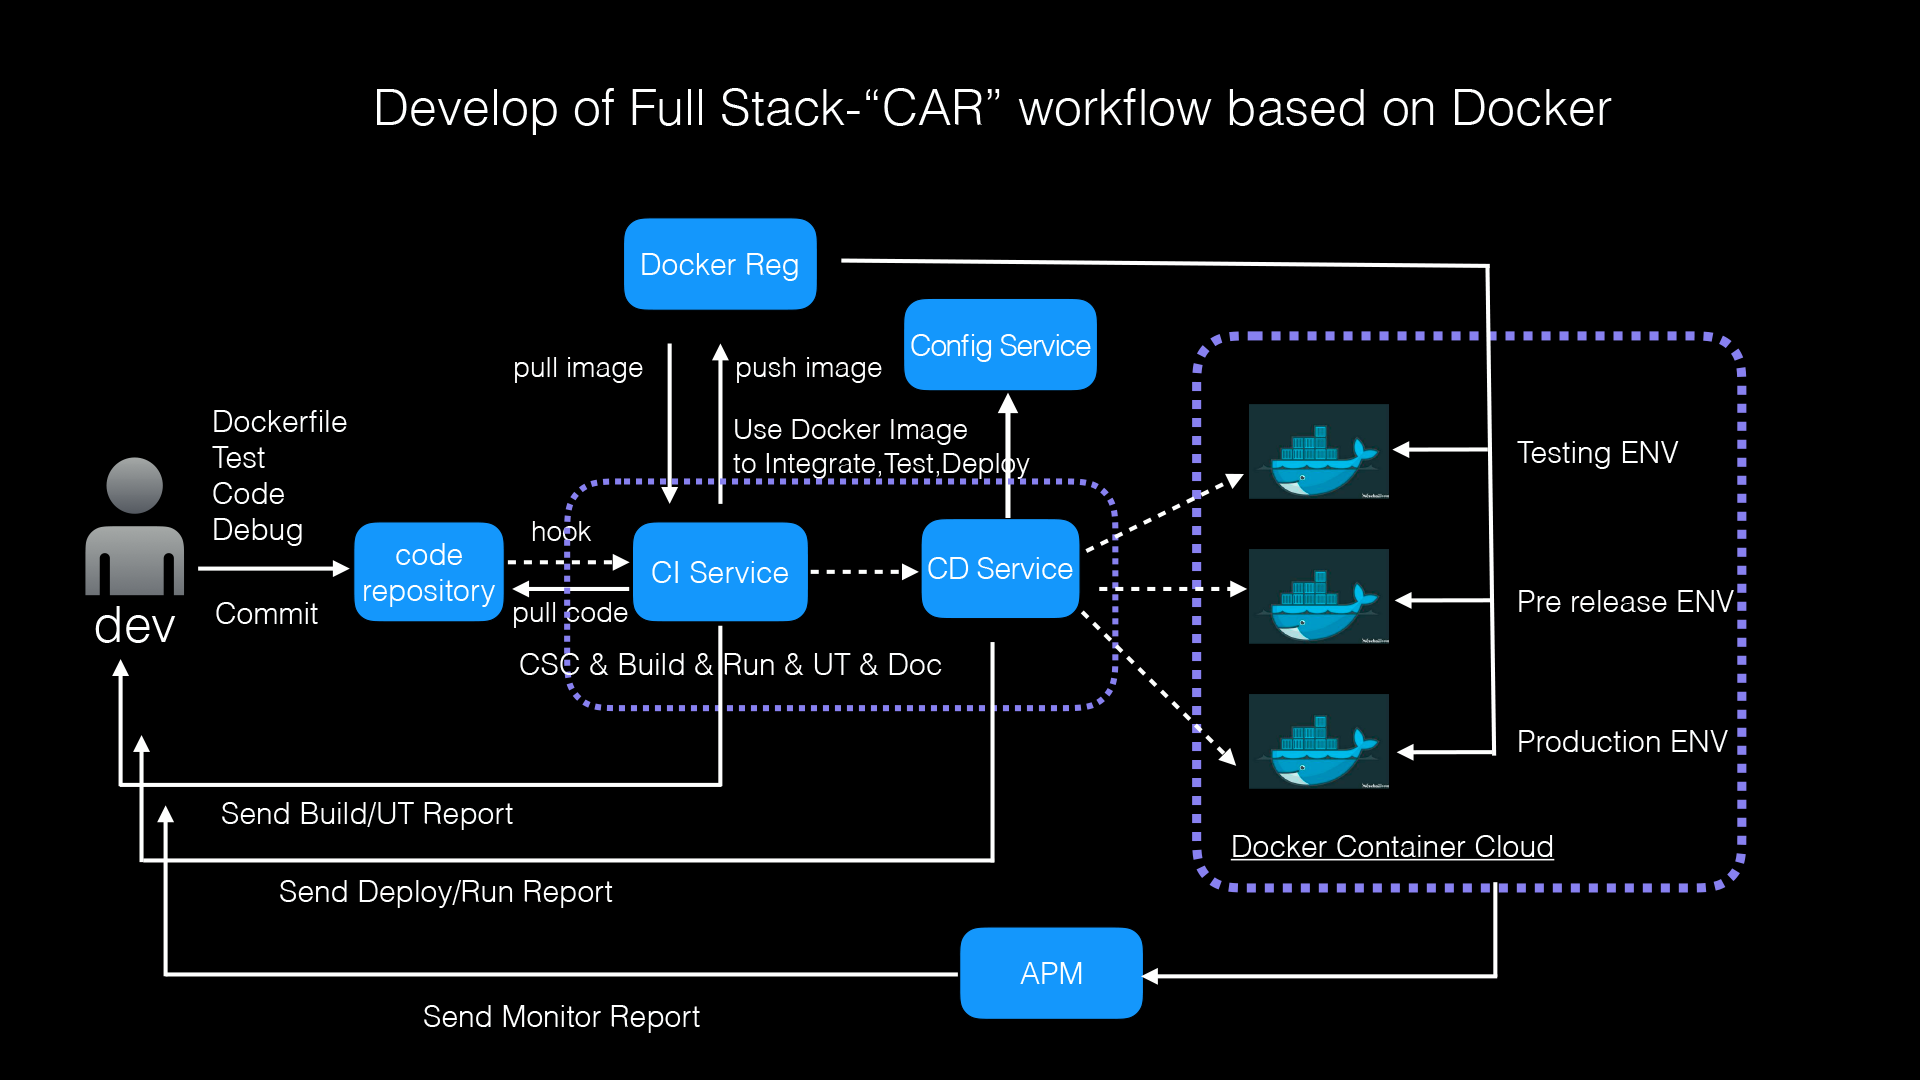 Develop of Full Stack-“CAR” workflow based on Docker
Docker Reg
Config Service
pull image
push image
Use Docker Image
to Integrate,Test,Deploy
Dockerfile
Test
Code
Debug
Commit
dev
code
repository
hook
pull code
CI Service
CD Service
CSC & Build & Run & UT & Doc
Testing ENV
Pre release ENV
Production ENV
Docker Container Cloud
Send Build/UT Report
Send Deploy/Run Report
APM
Send Monitor Report